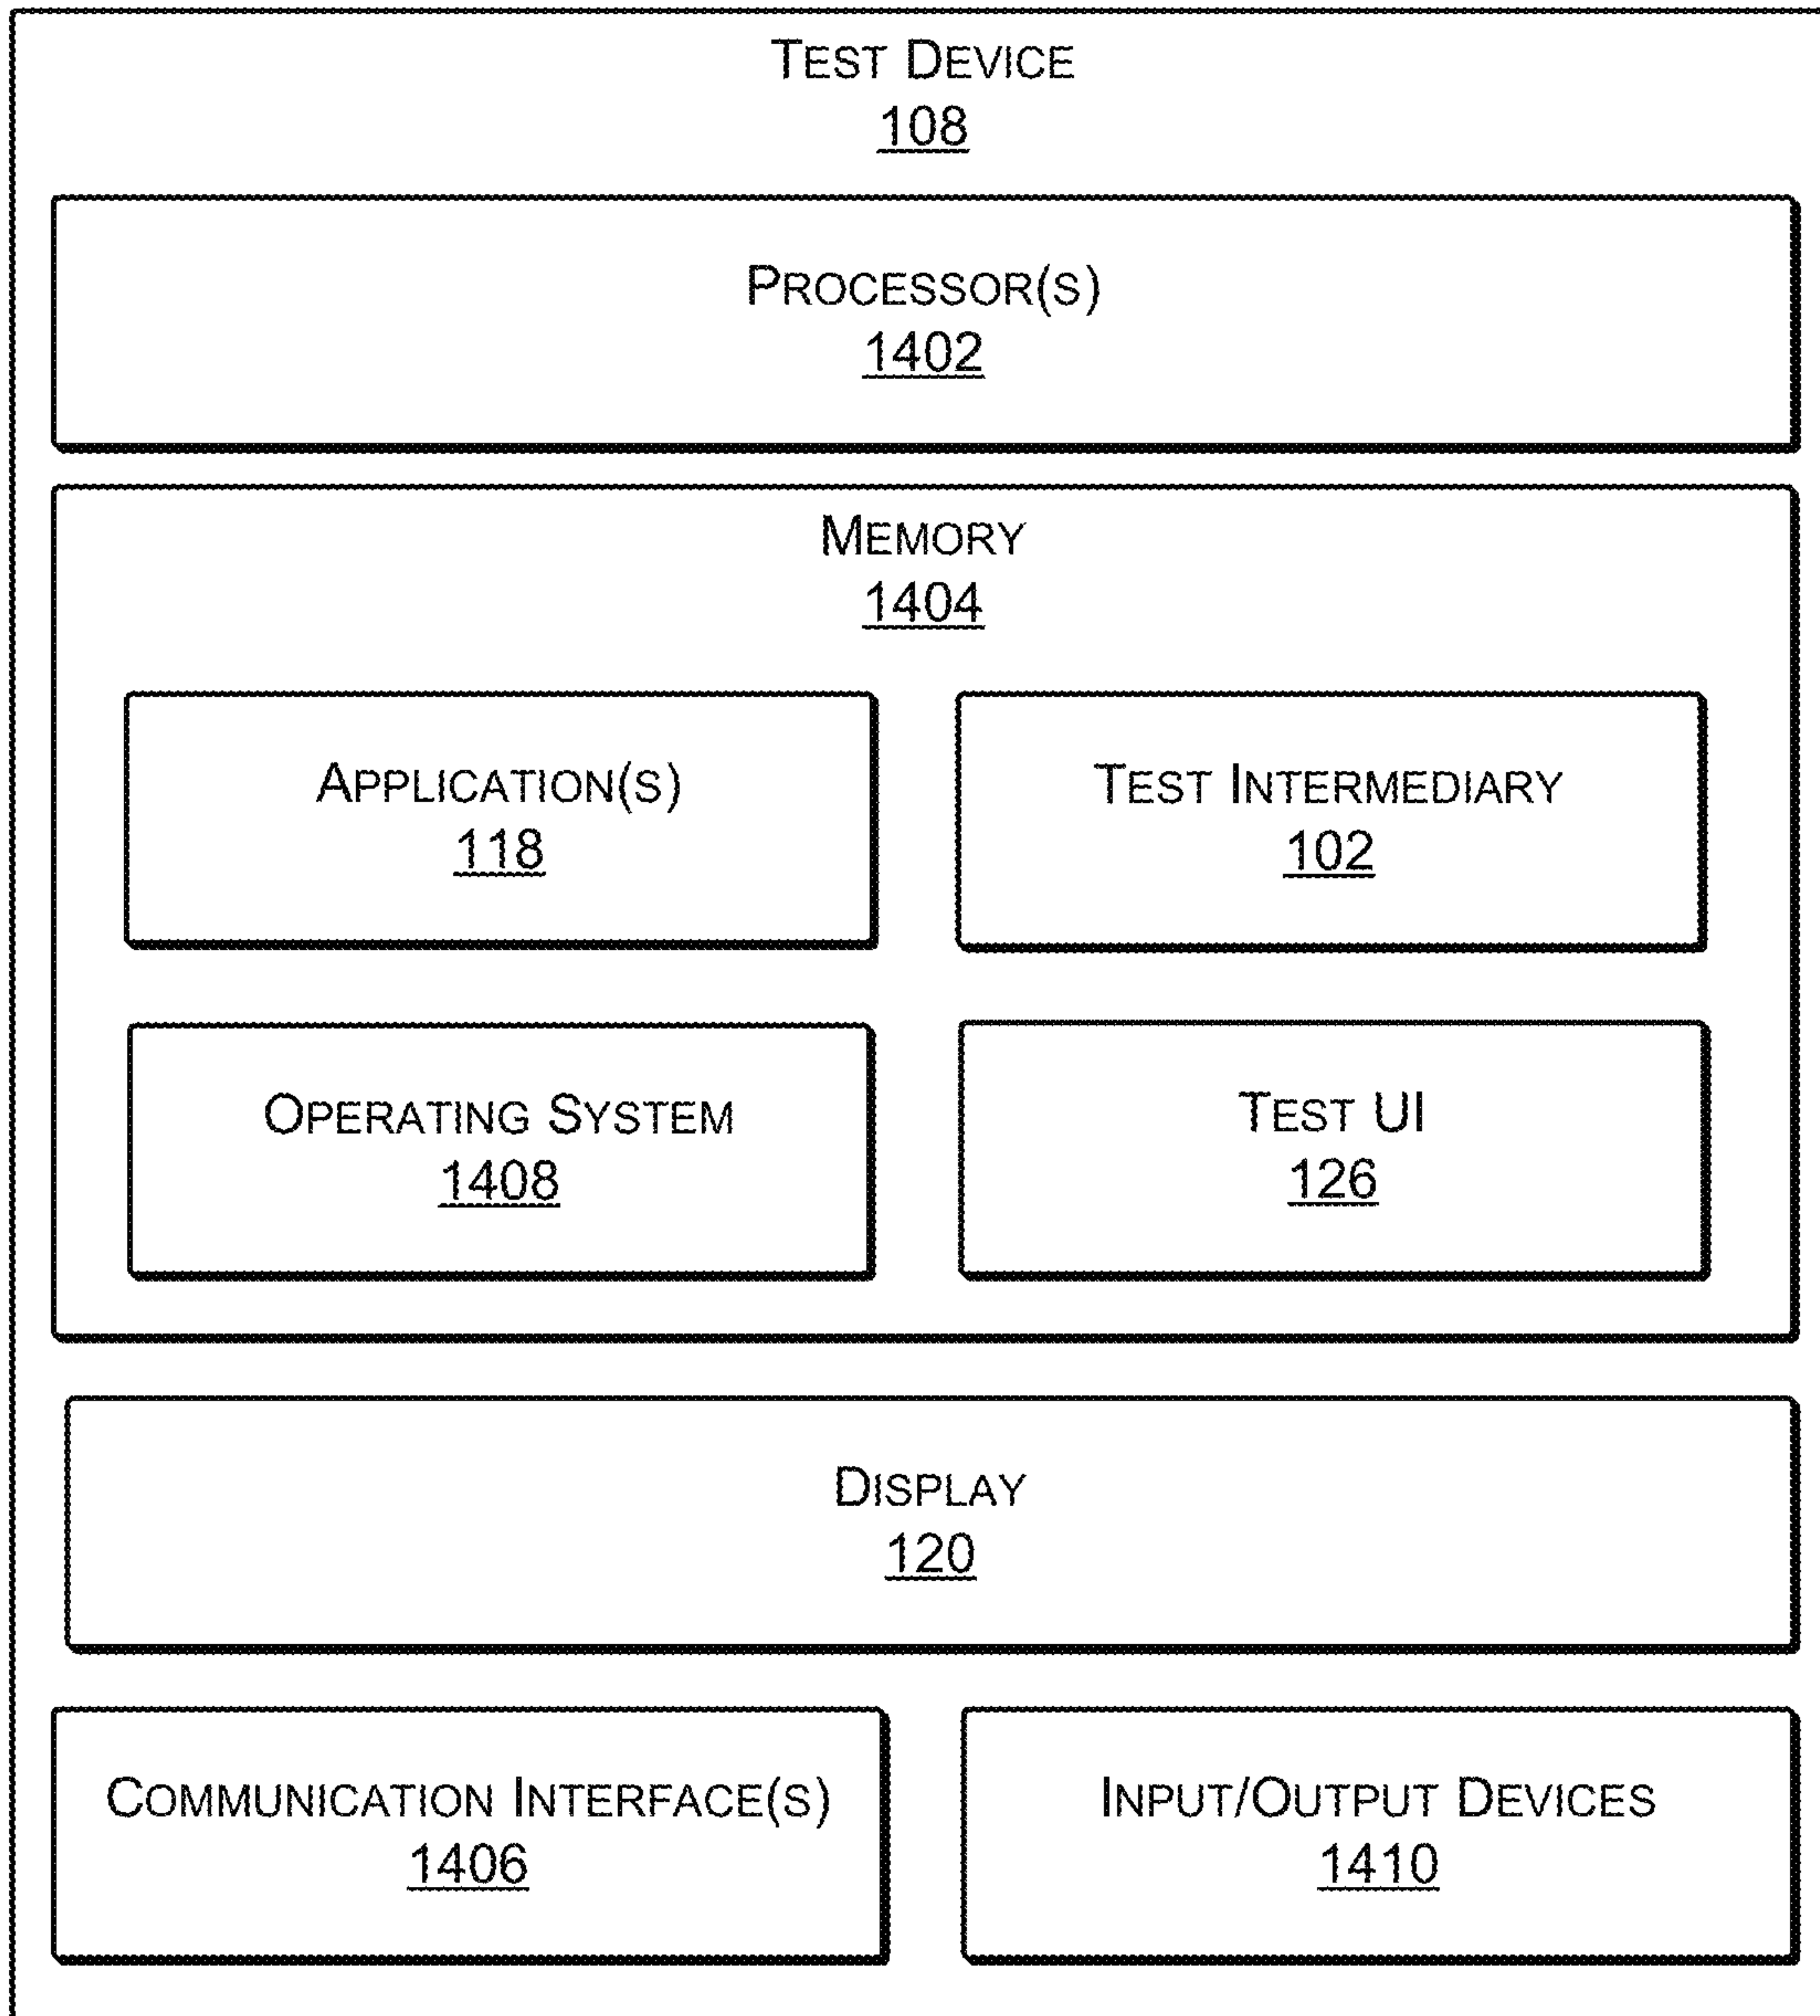 TEST DEVICE
108
PROCESSOR(S)
1402
MEMORY
1404
APPLICATION(S)
118
TEST INTERMEDIARY
102
OPERATING SYSTEM
1408
TEST UI
126
DISPLAY
120
COMMUNICATION INTERFACE(S)
1406
INPUT/OUTPUT DEVICES
1410